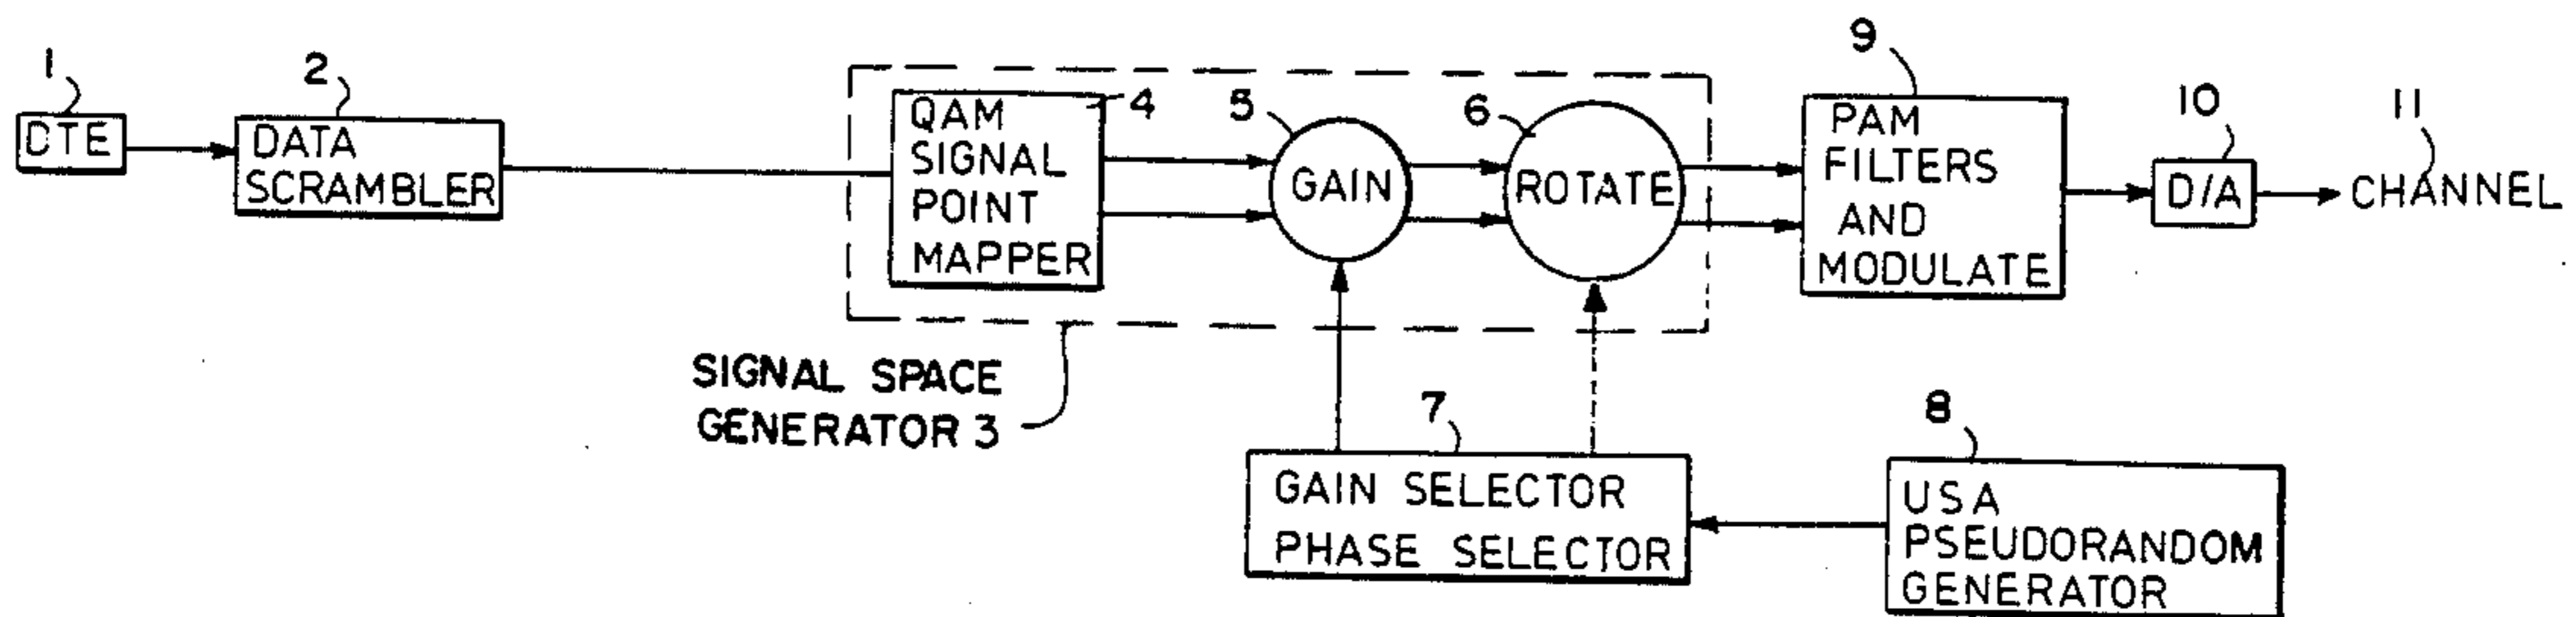 1
DTE
2
DATA
SCRAMBLER
4
QAM
SIGNAL
POINT
MAPPER
5
GAIN
6
ROTATE
9
PAM
FILTERS
AND
MODULATE
10
D/A
11
CHANNEL
SIGNAL SPACE
GENERATOR 3
7
GAIN SELECTOR
PHASE SELECTOR
8
USA
PSEUDORANDOM
GENERATOR